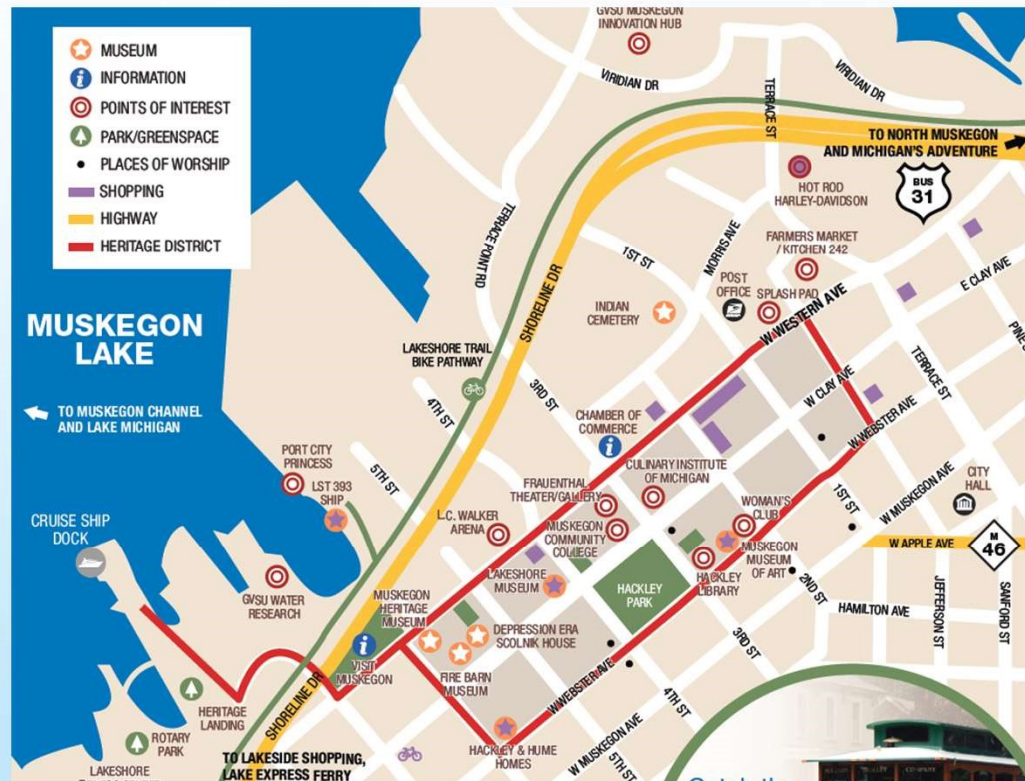 GVSU MUSKEGON
INNOVATION HUB
MUSEUM
INFORMATION
POINTS OF INTEREST
PARK/GREENSPACE
PLACES OF WORSHIP
SHOPPING
HIGHWAY
HERITAGE DISTRICT
VIRIDIAN DR
VIRIDIAN DR
TERRACE ST
TO NORTH MUSKEGON
AND MICHIGAN'S ADVENTURE
BUS
31
HOT ROD
HARLEY-DAVIDSON
TERRACE POINT RD
1ST ST
MORRIS AVE
FARMERS MARKET
/ KITCHEN 242
E CLAY AVE
POST
OFFICE
SPLASH PAD
INDIAN
CEMETERY
SHORELINE DR
W WESTERN AVE
MUSKEGON
LAKE
LAKESHORE TRAIL
BIKE PATHWAY
3RD ST
W CLAY AVE
TERRACE ST
W WEBSTER AVE
TO MUSKEGON CHANNEL
AND LAKE MICHIGAN
4TH ST
CHAMBER OF
COMMERCE
PORT CITY
PRINCESS
LST 393
SHIP
5TH ST
CULINARY INSTITUTE
OF MICHIGAN
FRAUENTHAL
THEATER/GALLERY
W MUSKEGON AVE
CITY
HALL
1ST ST
CRUISE SHIP
DOCK
L.C. WALKER
ARENA
MUSKEGON
COMMUNITY
COLLEGE
WOMAN'S
CLUB
W APPLE AVE
M
46
MUSKEGON
MUSEUM
OF ART
LAKESHORE
MUSEUM
HACKLEY
PARK
HACKLEY
LIBRARY
2ND ST
JEFFERSON ST
SANFORD ST
GVSU WATER
RESEARCH
MUSKEGON
HERITAGE
MUSEUM
HAMILTON AVE
DEPRESSION ERA
SCOLNIK HOUSE
3RD ST
VISIT
MUSKEGON
FIRE BARN
MUSEUM
W WEBSTER AVE
4TH ST
SHORELINE DR
HERITAGE
LANDING
ROTARY
PARK
HACKLEY & HUME
HOMES
W MUSKEGON AVE
5TH ST
TO LAKESIDE SHOPPING,
LAKE EXPRESS FERRY
LAKESHORE